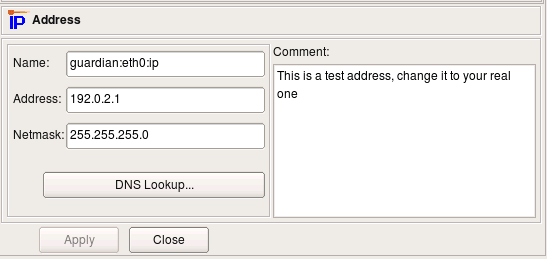 IP Address
Name: guardian:eth0:ip
Address: 192.0.2.1
Netmask: 255.255.255.0
DNS Lookup...
Comment:
This is a test address, change it to your real
one
Apply Close